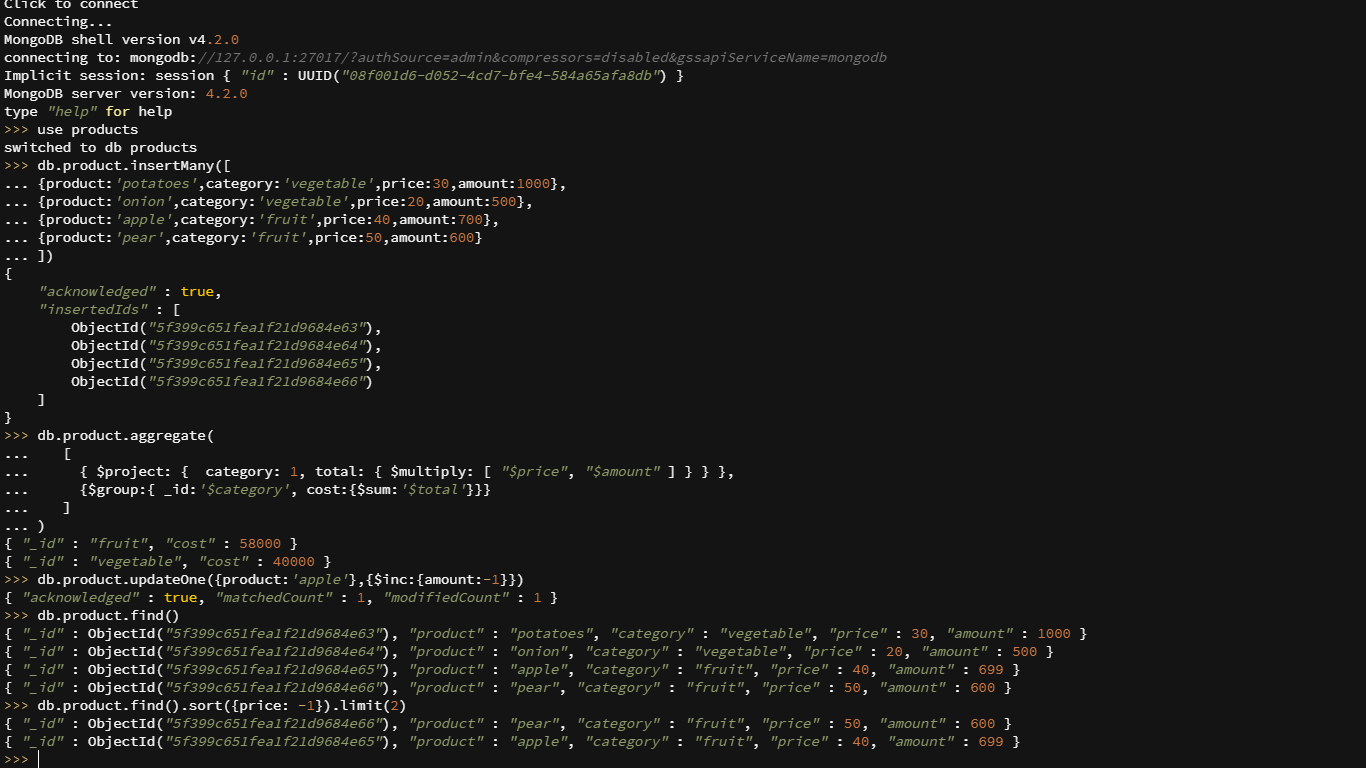 Click to connect
Connecting...
MongoDB shell version v4.2.0
connecting to: mongodb://127.0.0.1:27017/?authSource=admin&compressors=disabled&gssapiServiceName=mongodb
Implicit session: session { "id" : UUID("08f001d6-d052-4cd7-bfe4-584a65afa8db") }
MongoDB server version: 4.2.0
type "help" for help
>>> use products
switched to db products
>>> db.product.insertMany([
... {product:'potatoes',category:'vegetable',price:30,amount:1000},
... {product:'onion',category:'vegetable',price:20,amount:500},
... {product:'apple',category:'fruit',price:40,amount:700},
... {product:'pear',category:'fruit',price:50,amount:600}
... ])
{
    "acknowledged" : true,
    "insertedIds" : [
        ObjectId("5f399c651fea1f21d9684e63"),
        ObjectId("5f399c651fea1f21d9684e64"),
        ObjectId("5f399c651fea1f21d9684e65"),
        ObjectId("5f399c651fea1f21d9684e66")
    ]
}
>>> db.product.aggregate(
...    [
...      { $project: {  category: 1, total: { $multiply: [ "$price", "$amount" ] } } },
...      {$group:{ _id:'$category', cost:{$sum:'$total'}}}
...    ]
... )
{ "_id" : "fruit", "cost" : 58000 }
{ "_id" : "vegetable", "cost" : 40000 }
>>> db.product.updateOne({product:'apple'},{$inc:{amount:-1}})
{ "acknowledged" : true, "matchedCount" : 1, "modifiedCount" : 1 }
>>> db.product.find()
{ "_id" : ObjectId("5f399c651fea1f21d9684e63"), "product" : "potatoes", "category" : "vegetable", "price" : 30, "amount" : 1000 }
{ "_id" : ObjectId("5f399c651fea1f21d9684e64"), "product" : "onion", "category" : "vegetable", "price" : 20, "amount" : 500 }
{ "_id" : ObjectId("5f399c651fea1f21d9684e65"), "product" : "apple", "category" : "fruit", "price" : 40, "amount" : 699 }
{ "_id" : ObjectId("5f399c651fea1f21d9684e66"), "product" : "pear", "category" : "fruit", "price" : 50, "amount" : 600 }
>>> db.product.find().sort({price: -1}).limit(2)
{ "_id" : ObjectId("5f399c651fea1f21d9684e66"), "product" : "pear", "category" : "fruit", "price" : 50, "amount" : 600 }
{ "_id" : ObjectId("5f399c651fea1f21d9684e65"), "product" : "apple", "category" : "fruit", "price" : 40, "amount" : 699 }
>>>